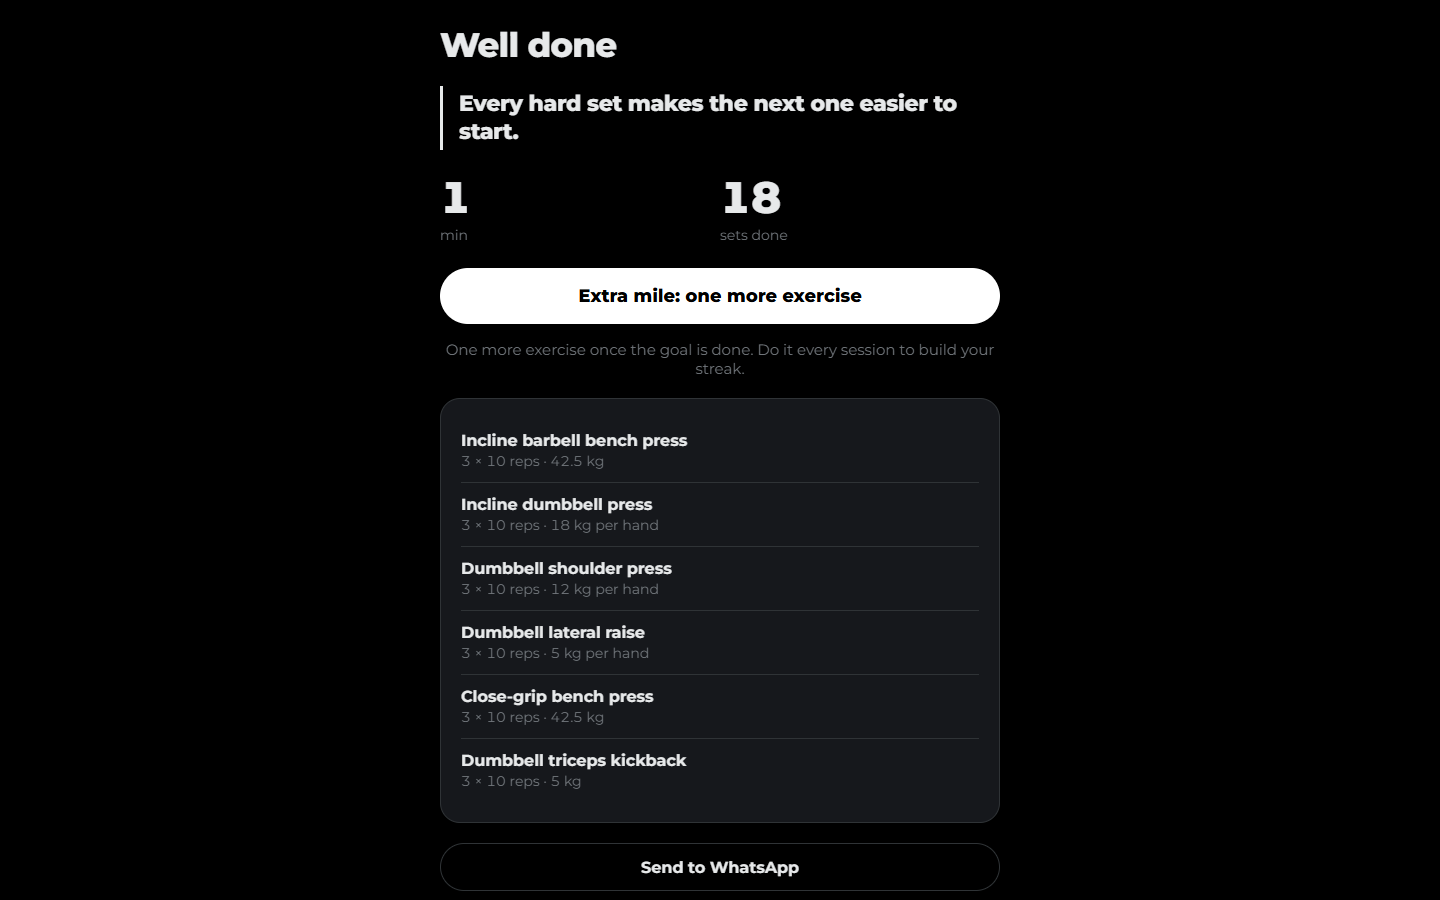 Well done
Every hard set makes the next one easier to
start.
1
min
18
sets done
Extra mile: one more exercise
One more exercise once the goal is done. Do it every session to build your
streak.
Incline barbell bench press
3 × 10 reps · 42.5 kg
Incline dumbbell press
3 × 10 reps · 18 kg per hand
Dumbbell shoulder press
3 × 10 reps · 12 kg per hand
Dumbbell lateral raise
3 × 10 reps · 5 kg per hand
Close-grip bench press
3 × 10 reps · 42.5 kg
Dumbbell triceps kickback
3 × 10 reps · 5 kg
Send to WhatsApp